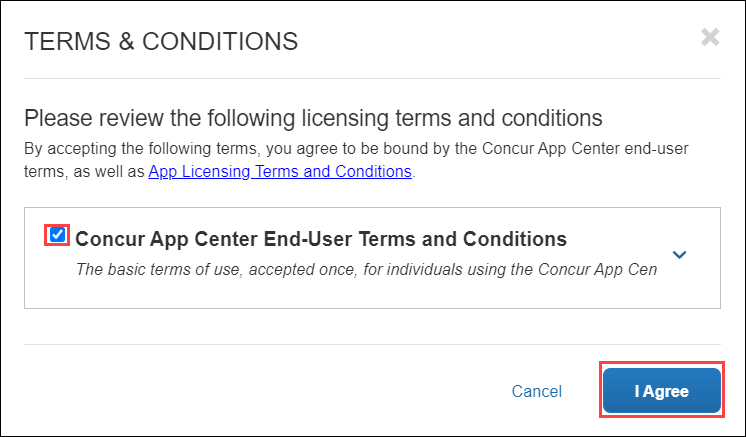 TERMS & CONDITIONS
Please review the following licensing terms and conditions
By accepting the following terms, you agree to be bound by the Concur App Center end-user
terms, as well as App Licensing Terms and Conditions.
Concur App Center End-User Terms and Conditions
The basic terms of use, accepted once, for individuals using the Concur App Cen
Cancel
I Agree